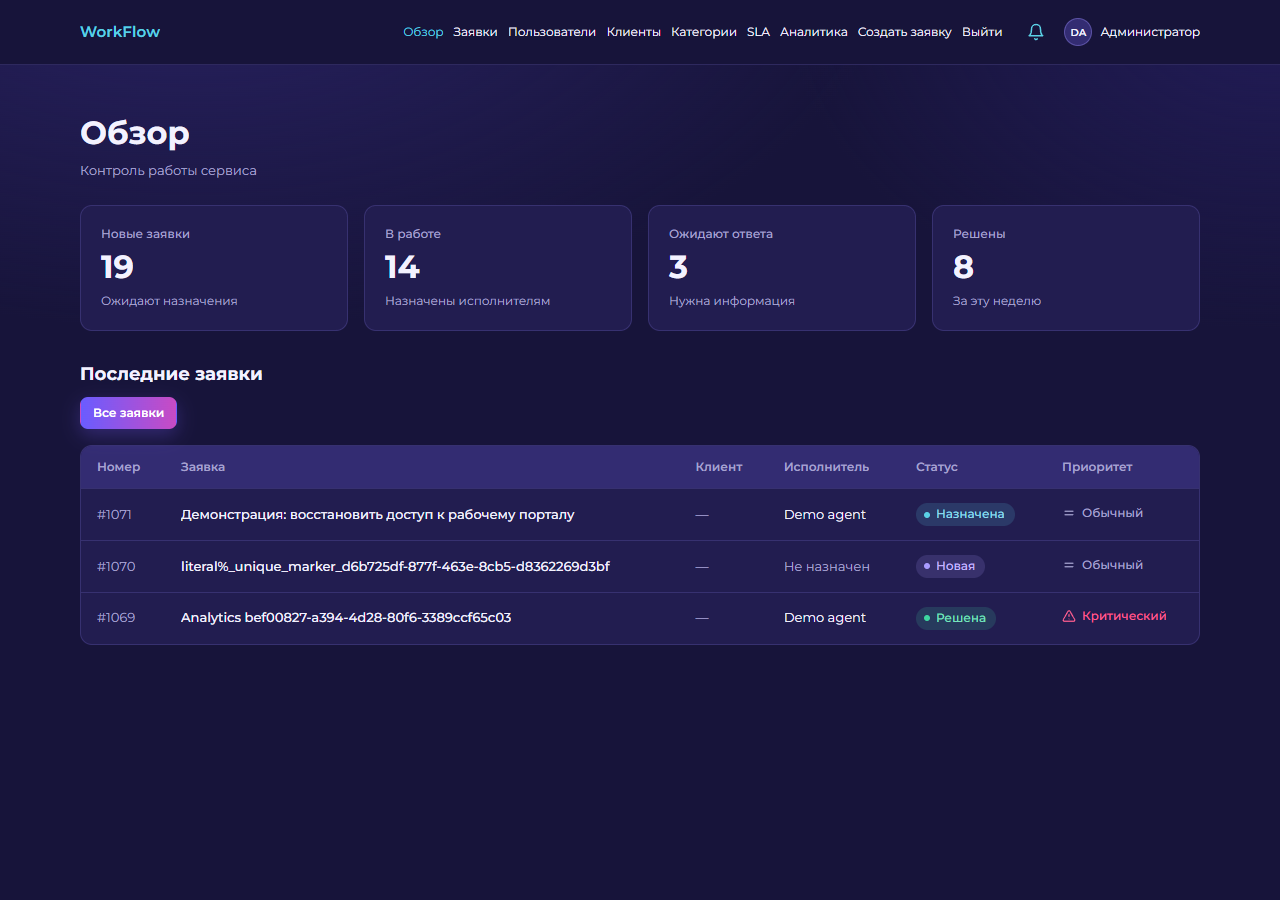 WorkFlow Обзор Заявки Пользователи Клиенты Категории SLA Аналитика Создать заявку Выйти DA Администратор
Обзор
Контроль работы сервиса
Новые заявки В работе Ожидают ответа Решены
19 14 3 8
Ожидают назначения Назначены исполнителям Нужна информация За эту неделю
Последние заявки
Все заявки
Номер Заявка Клиент Исполнитель Статус Приоритет
#1071 Демонстрация: восстановить доступ к рабочему порталу — Demo agent Назначена Обычный
#1070 literal%_unique_marker_d6b725df-877f-463e-8cb5-d8362269d3bf — Не назначен Новая Обычный
#1069 Analytics bef00827-a394-4d28-80f6-3389ccf65c03 — Demo agent Решена Критический